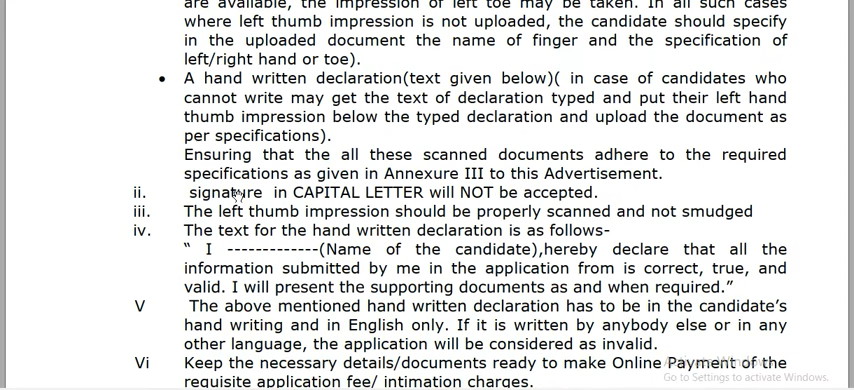 are available, the impression of left toe may be taken. In all such cases
where left thumb impression is not uploaded, the candidate should specify
in the uploaded document the name of finger and the specification of
left/right hand or toe).
• A hand written declaration(text given below)( in case of candidates who
cannot write may get the text of declaration typed and put their left hand
thumb impression below the typed declaration and upload the document as
per specifications).
Ensuring that the all these scanned documents adhere to the required
specifications as given in Annexure III to this Advertisement.
ii. signature in CAPITAL LETTER will NOT be accepted.
iii. The left thumb impression should be properly scanned and not smudged
iv. The text for the hand written declaration is as follows-
“ I -------------(Name of the candidate),hereby declare that all the
information submitted by me in the application from is correct, true, and
valid. I will present the supporting documents as and when required.”
V The above mentioned hand written declaration has to be in the candidate’s
hand writing and in English only. If it is written by anybody else or in any
other language, the application will be considered as invalid.
Vi Keep the necessary details/documents ready to make Online Payment of the
requisite application fee/ intimation charges.
Activate Windows
Go to Settings to activate Windows.